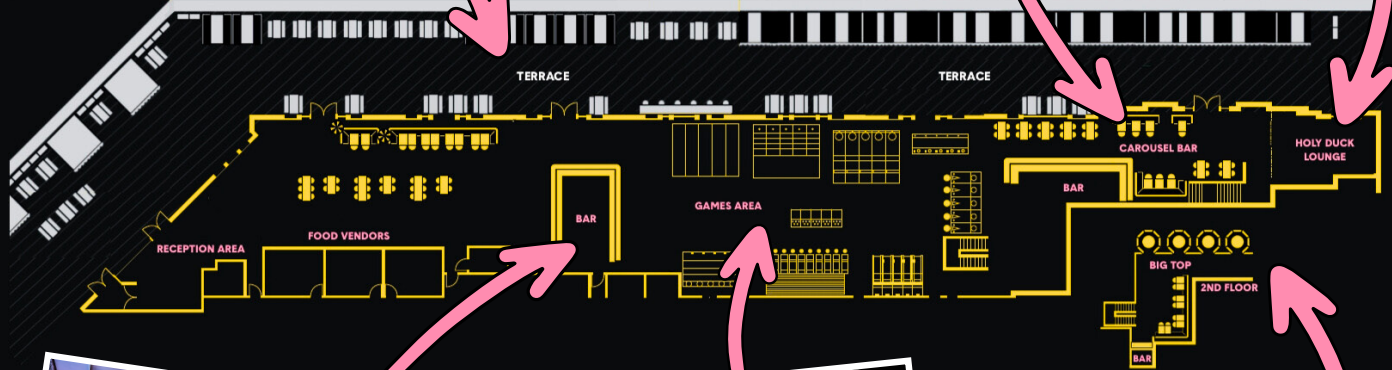 TERRACE
TERRACE
CAROUSEL BAR
HOLY DUCK
LOUNGE
BAR
GAMES AREA
BAR
FOOD VENDORS
RECEPTION AREA
BIG TOP
2ND FLOOR
BAR